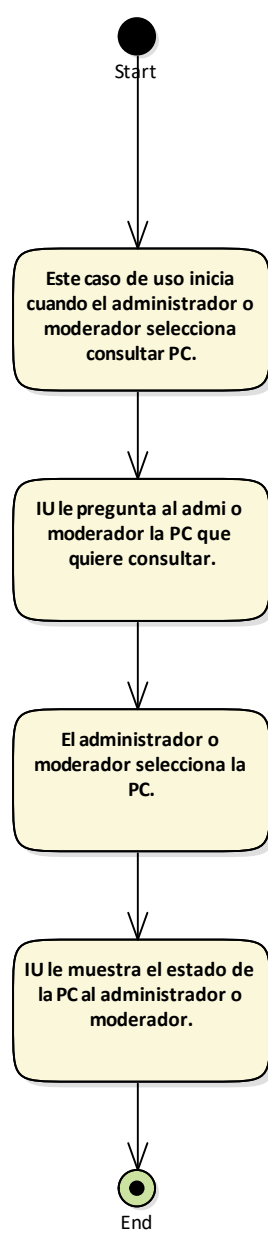 Start
Este caso de uso inicia
cuando el administrador o
moderador selecciona
consultar PC.
IU le pregunta al admi o
moderador la PC que
quiere consultar.
El administrador o
moderador selecciona la
PC.
IU le muestra el estado de
la PC al administrador o
moderador.
End